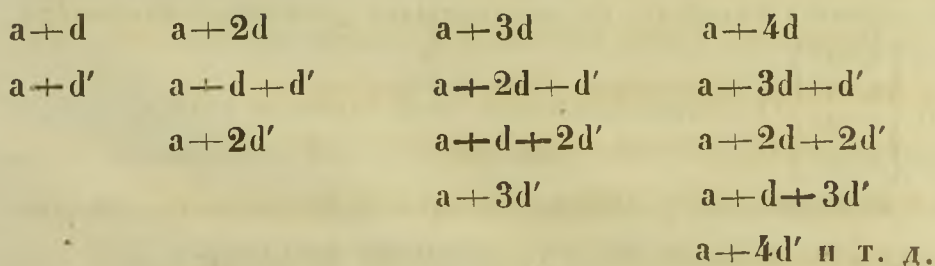 a+d a+2d a+3d a+4d
a+d′ a+d+d′ a+2d+d′ a+3d+d′
a+2d′ a+d+2d′ a+2d+2d′
a+3d′ a+d+3d′
a+4d′ и т. д.